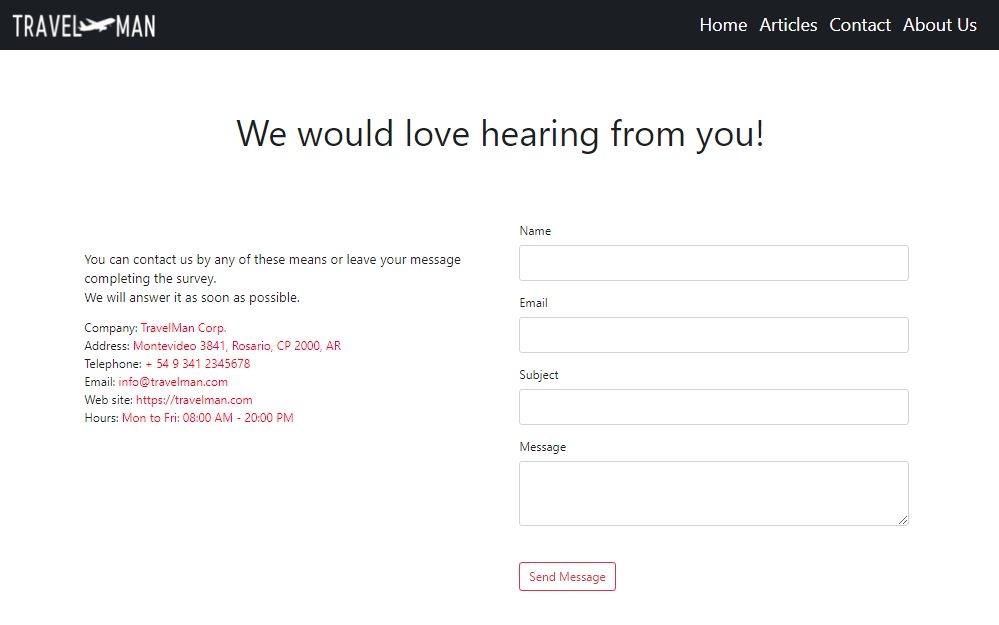 TRAVEL MAN
Home Articles Contact About Us
We would love hearing from you!
You can contact us by any of these means or leave your message
completing the survey.
We will answer it as soon as possible.
Company: TravelMan Corp.
Address: Montevideo 3841, Rosario, CP 2000, AR
Telephone: + 54 9 341 2345678
Email: info@travelman.com
Web site: https://travelman.com
Hours: Mon to Fri: 08:00 AM - 20:00 PM
Name
Email
Subject
Message
Send Message